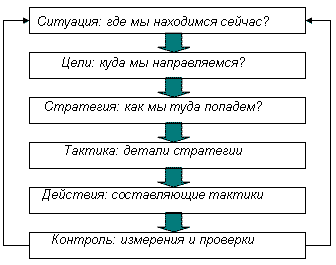 Ситуация: где мы находимся сейчас?
Цели: куда мы направляемся?
Стратегия: как мы туда попадем?
Тактика: детали стратегии
Действия: составляющие тактики
Контроль: измерения и проверки